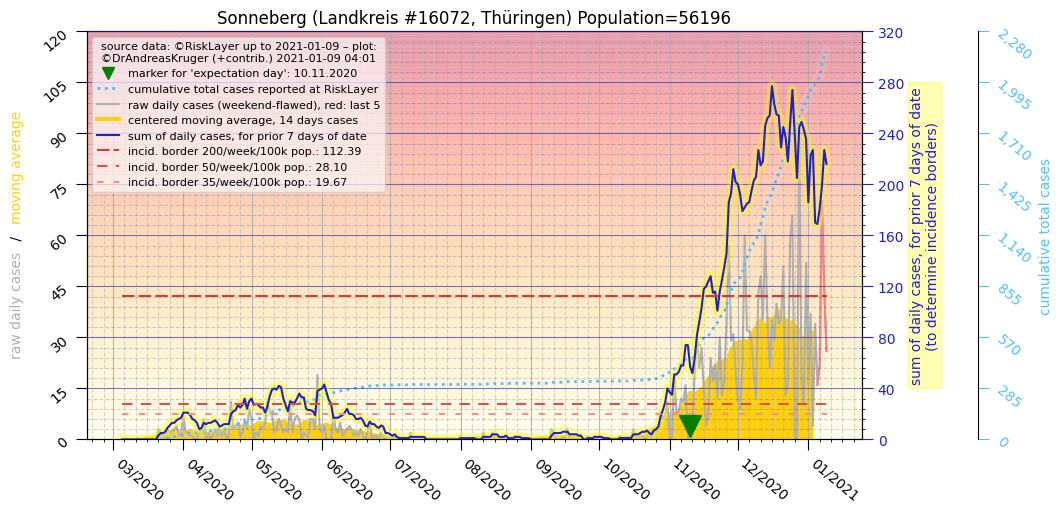 Sonneberg (Landkreis #16072, Thüringen) Population=56196
source data: ©RiskLayer up to 2021-01-09 – plot:
©DrAndreasKruger (+contrib.) 2021-01-09 04:01
marker for 'expectation day': 10.11.2020
cumulative total cases reported at RiskLayer
raw daily cases (weekend-flawed), red: last 5
centered moving average, 14 days cases
sum of daily cases, for prior 7 days of date
incid. border 200/week/100k pop.: 112.39
incid. border 50/week/100k pop.: 28.10
incid. border 35/week/100k pop.: 19.67
raw daily cases / moving average
120
105
90
75
60
45
30
15
0
03/2020
04/2020
05/2020
06/2020
07/2020
08/2020
09/2020
10/2020
11/2020
12/2020
01/2021
320
280
240
200
160
120
80
40
0
sum of daily cases, for prior 7 days of date
(to determine incidence borders)
2,280
1,995
1,710
1,425
1,140
855
570
285
0
cumulative total cases